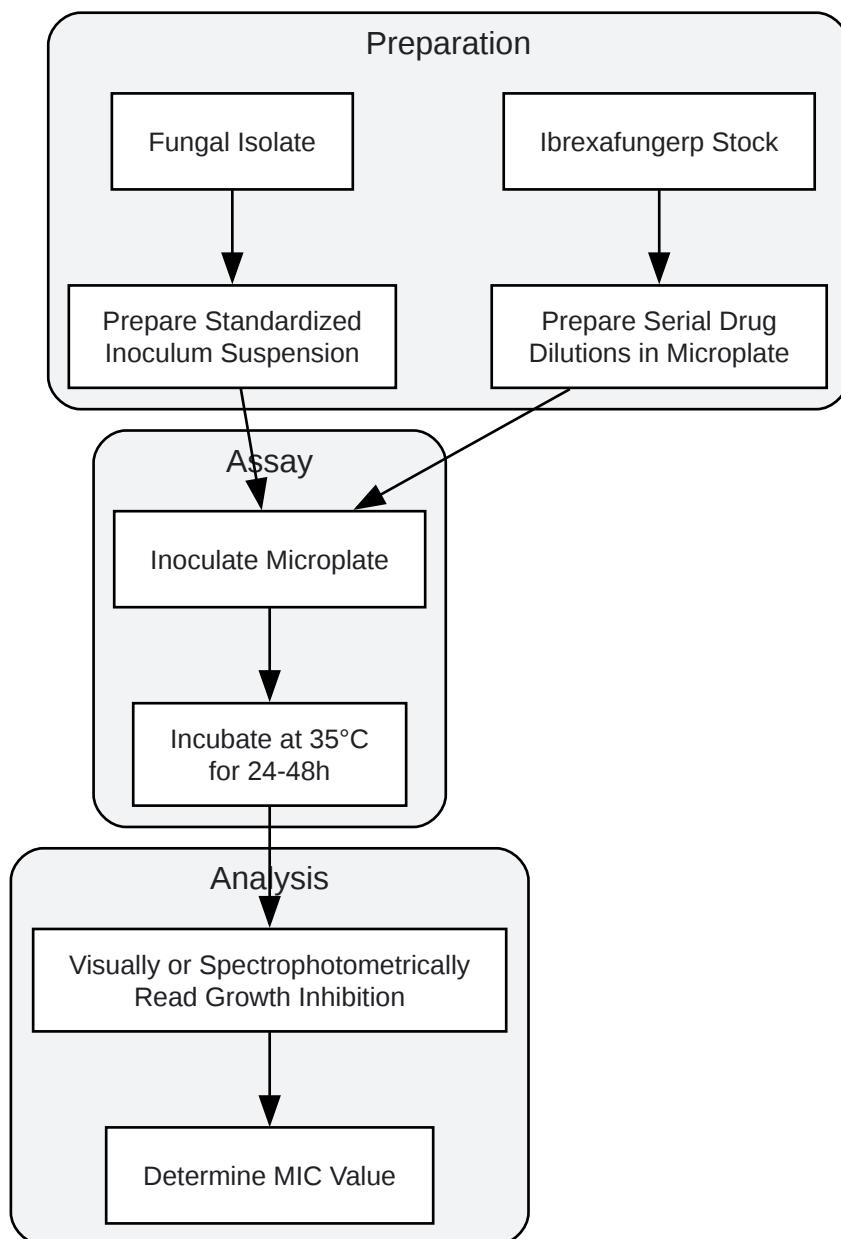 Preparation
Fungal Isolate
Ibrexafungerp Stock
Prepare Standardized
Inoculum Suspension
Prepare Serial Drug
Dilutions in Microplate
Assay
Inoculate Microplate
Incubate at 35°C
for 24-48h
Analysis
Visually or Spectrophotometrically
Read Growth Inhibition
Determine MIC Value